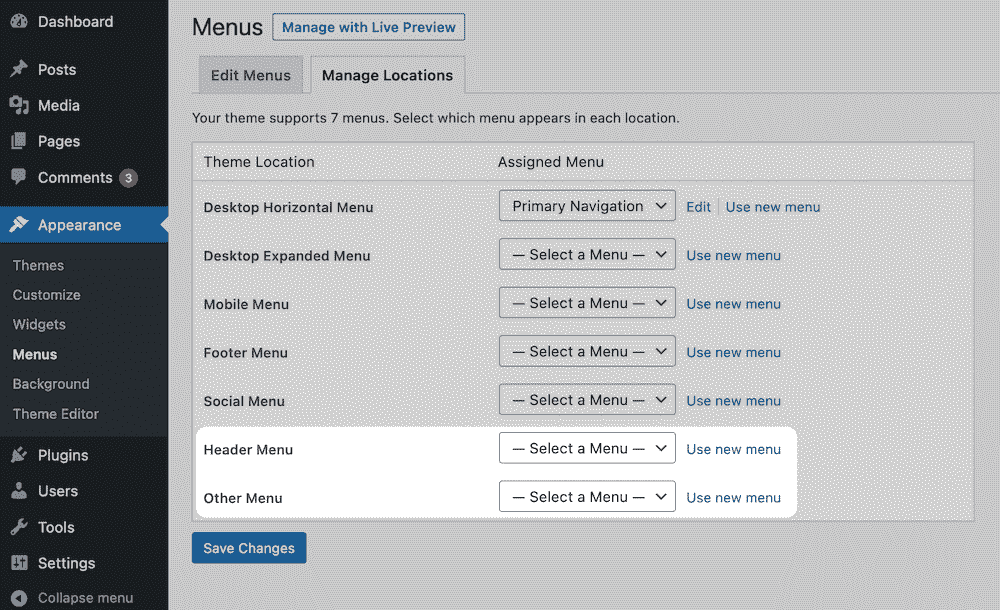 Dashboard
Posts
Media
Pages
Comments 3
Appearance
Themes
Customize
Widgets
Menus
Background
Theme Editor
Plugins
Users
Tools
Settings
Collapse menu
Menus Manage with Live Preview
Edit Menus Manage Locations
Your theme supports 7 menus. Select which menu appears in each location.
Theme Location Assigned Menu
Desktop Horizontal Menu Primary Navigation Edit Use new menu
Desktop Expanded Menu — Select a Menu — Use new menu
Mobile Menu — Select a Menu — Use new menu
Footer Menu — Select a Menu — Use new menu
Social Menu — Select a Menu — Use new menu
Header Menu — Select a Menu — Use new menu
Other Menu — Select a Menu — Use new menu
Save Changes